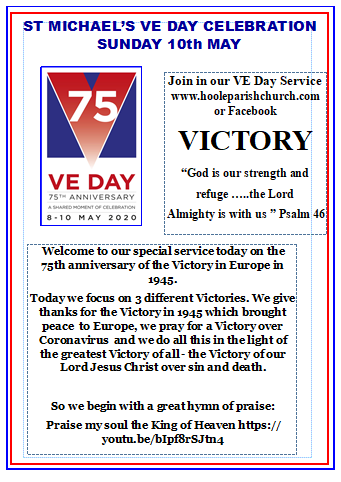 ST MICHAEL'S VE DAY CELEBRATION
SUNDAY 10th MAY
75
VE DAY
75TH ANNIVERSARY
A SHARED MOMENT OF CELEBRATION
8-10 MAY 2020
Join in our VE Day Service
www.hooleparishchurch.com
or Facebook
VICTORY
“God is our strength and
refuge …..the Lord
Almighty is with us ” Psalm 46
Welcome to our special service today on the
75th anniversary of the Victory in Europe in
1945.
Today we focus on 3 different Victories. We give
thanks for the Victory in 1945 which brought
peace to Europe, we pray for a Victory over
Coronavirus and we do all this in the light of
the greatest Victory of all - the Victory of our
Lord Jesus Christ over sin and death.
So we begin with a great hymn of praise:
Praise my soul the King of Heaven https://
youtu.be/bIpf8rSJtn4